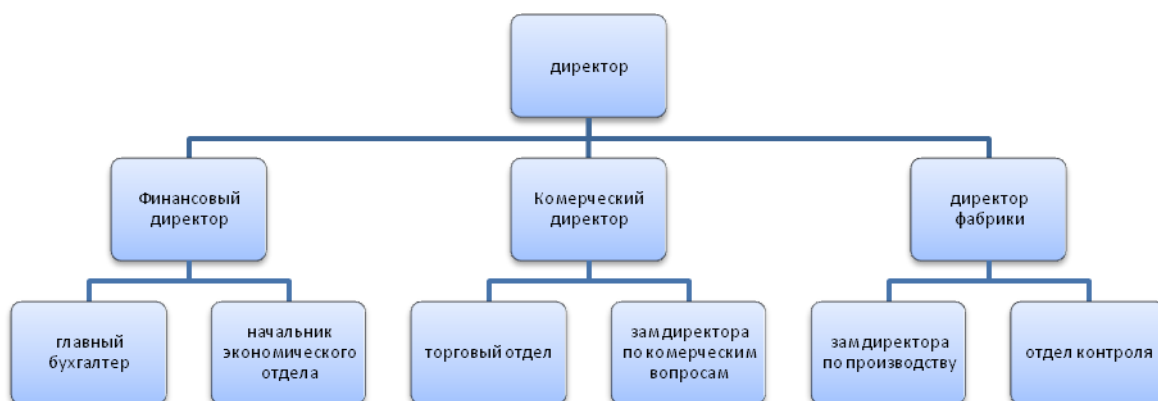 директор
Финансовый
директор
Комерческий
директор
директор
фабрики
главный
бухгалтер
начальник
экономического
отдела
торговый отдел
зам директора
по комерческим
вопросам
зам директора
по производству
отдел контроля